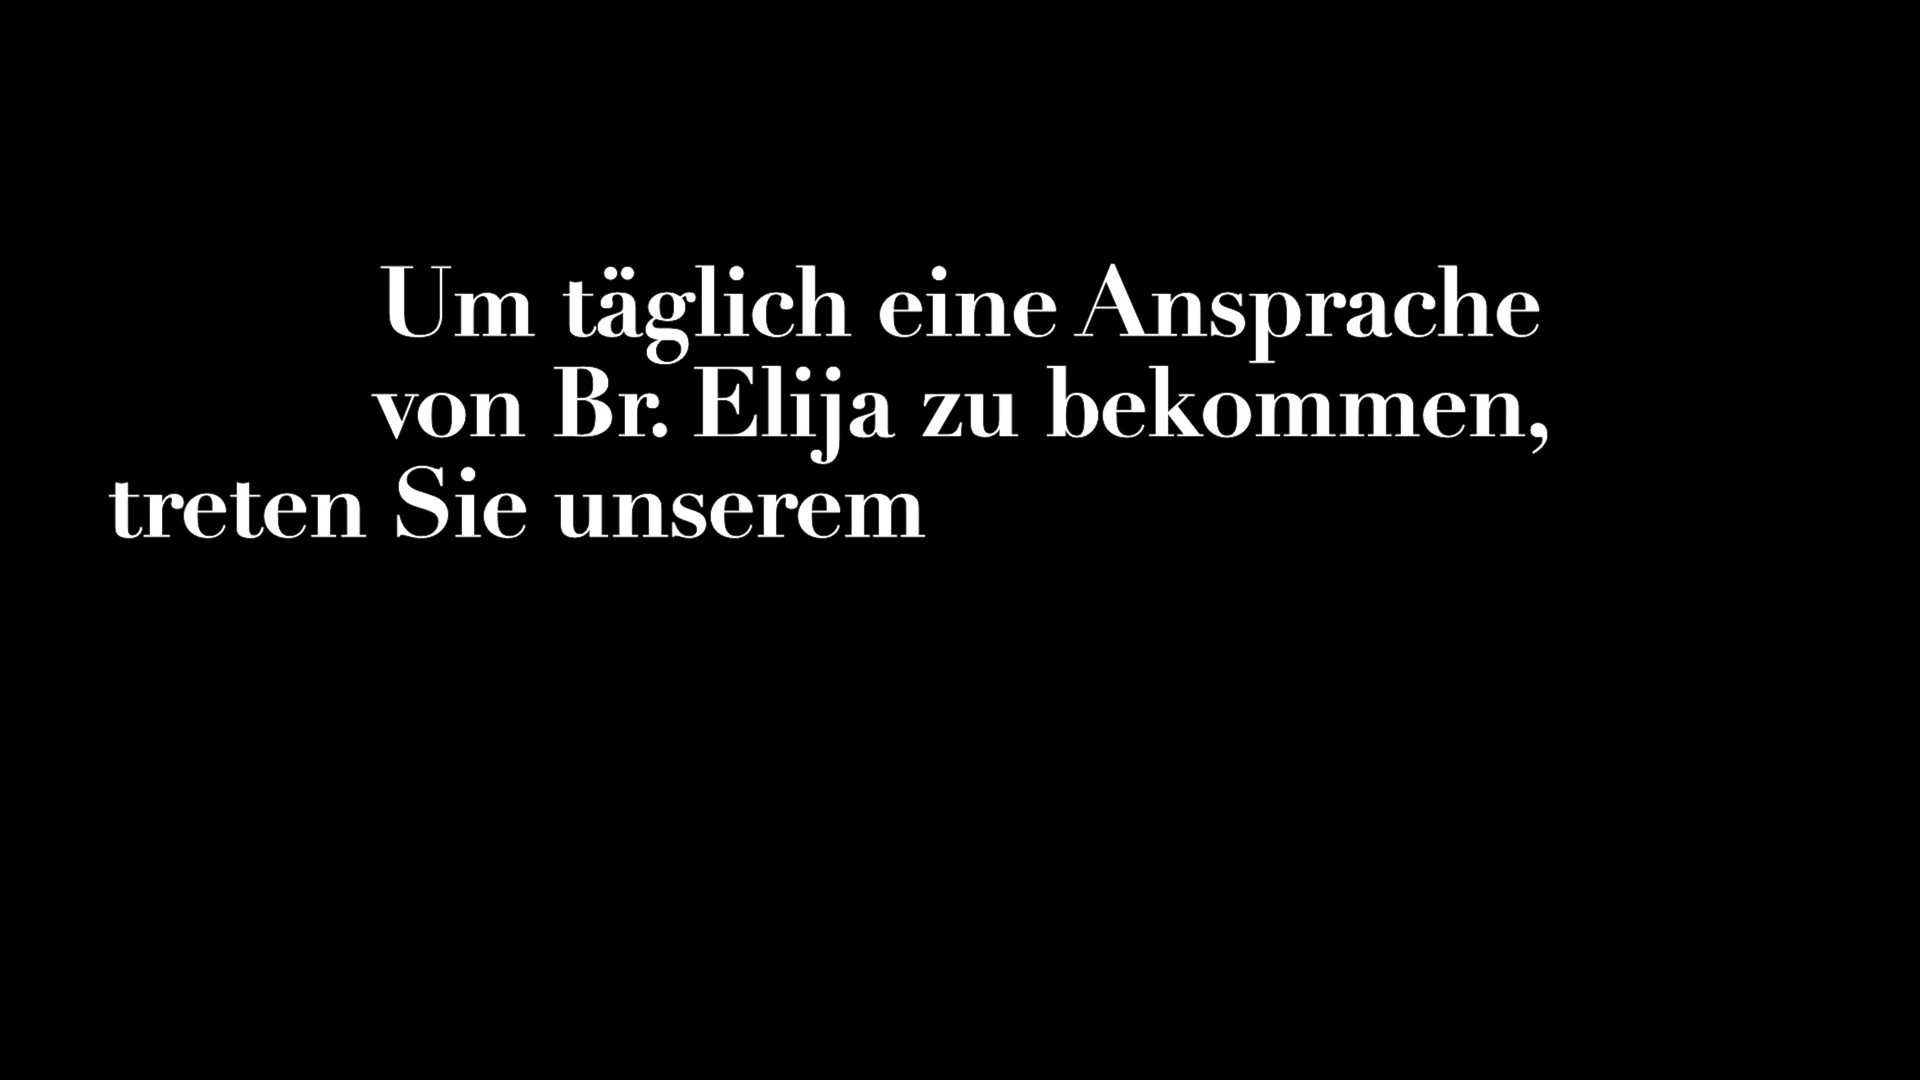 Um täglich eine Ansprache
von Br. Elija zu bekommen,
treten Sie unserem